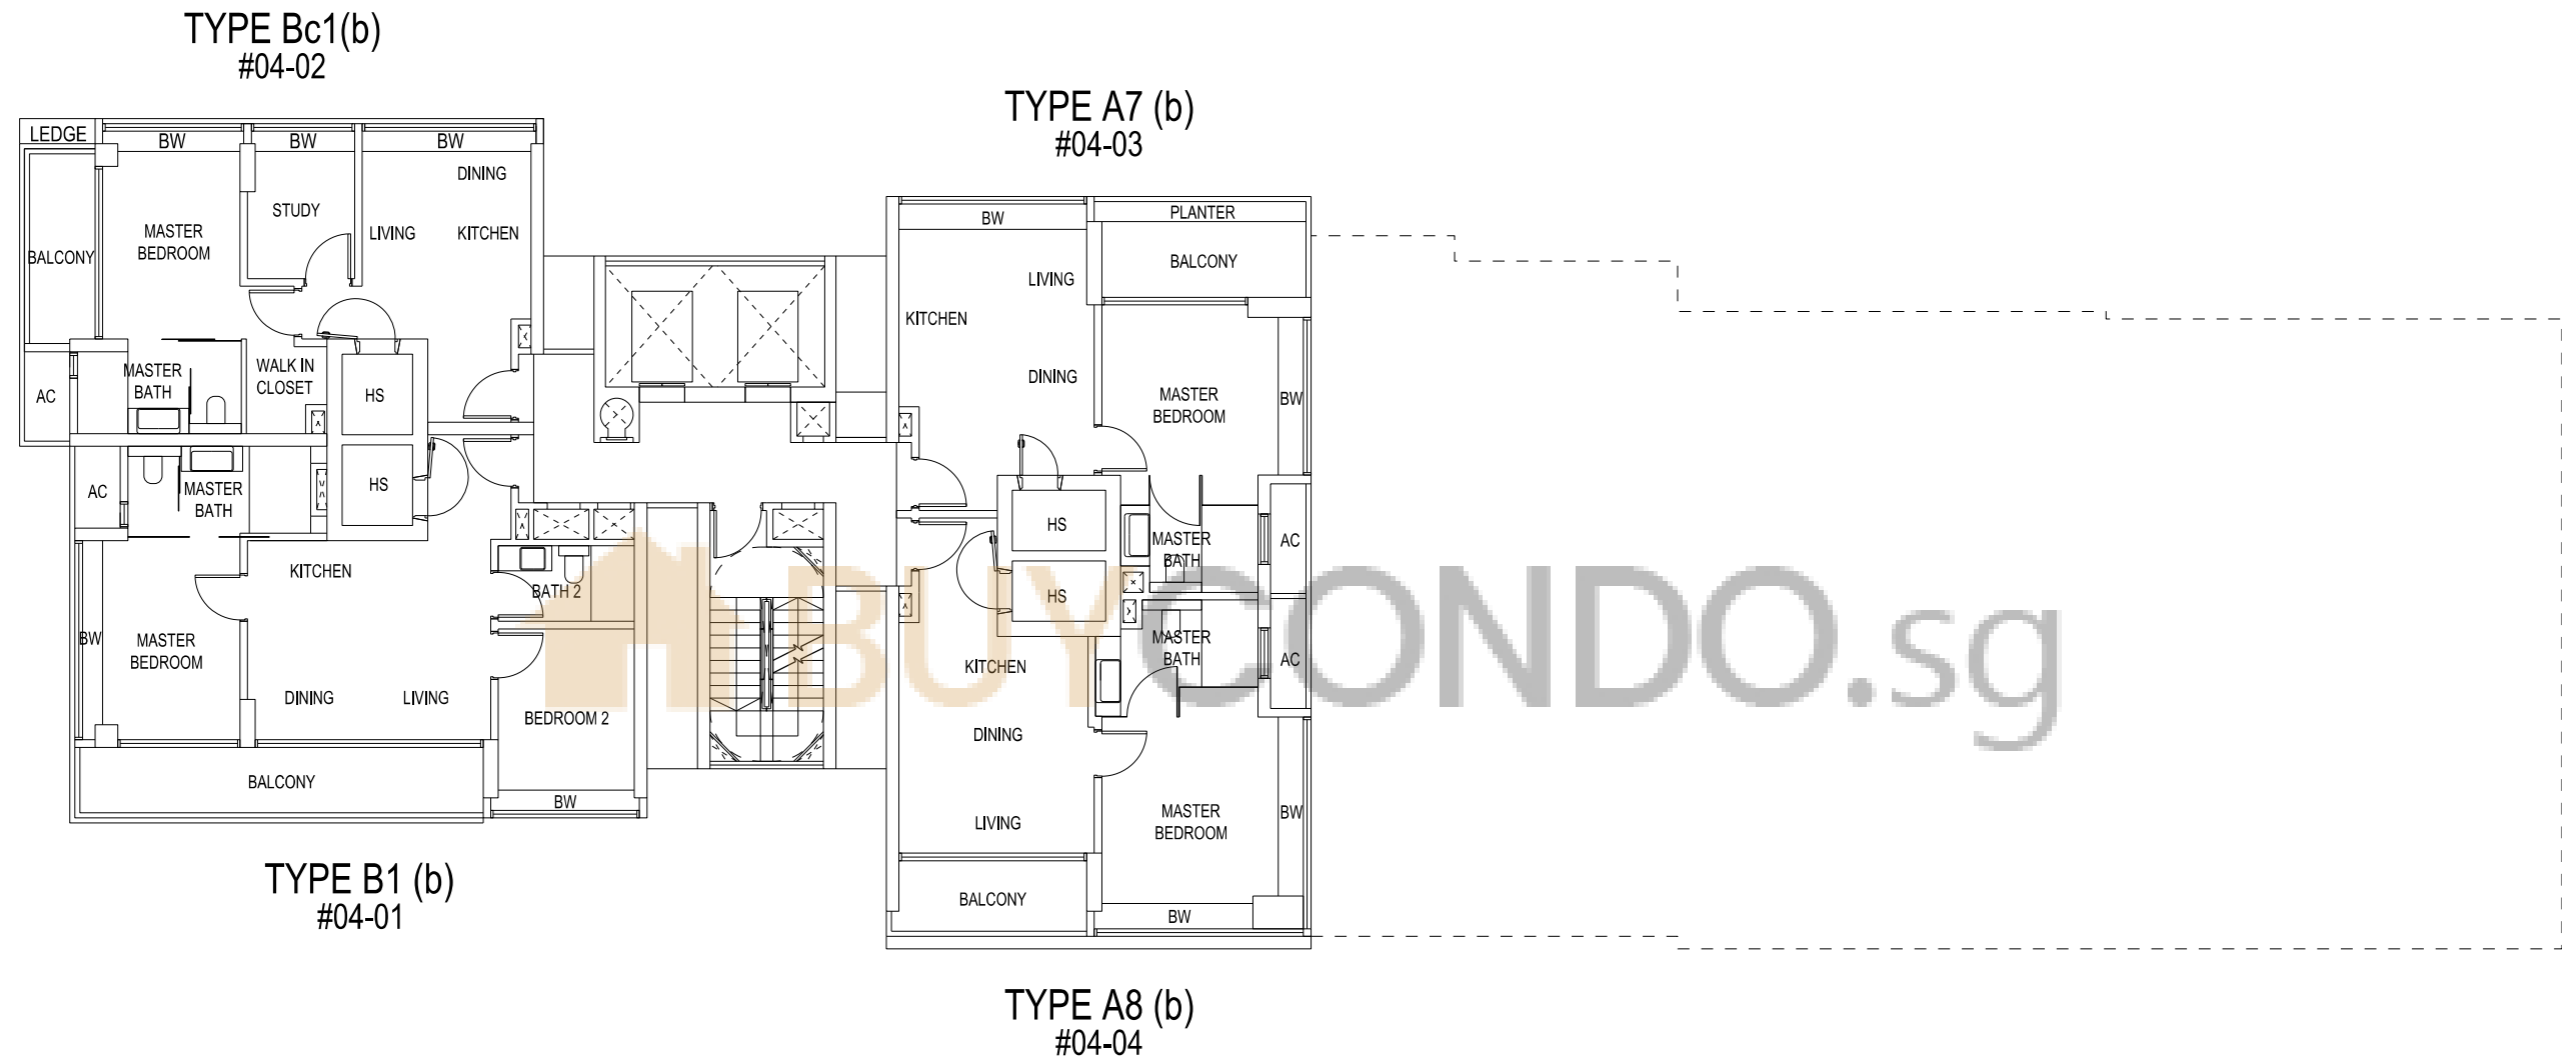 TYPE Bc1(b)
#04-02
LEDGE
BW
BW
BW
DINING
STUDY
MASTER
BEDROOM
LIVING
KITCHEN
BALCONY
MASTER
BATH
WALK IN
CLOSET
AC
HS
TYPE A7 (b)
#04-03
BW
PLANTER
BALCONY
LIVING
KITCHEN
DINING
MASTER
BEDROOM
BW
HS
MASTER
BATH
AC
AC
MASTER
BATH
HS
KITCHEN
BATH 2
BW
MASTER
BEDROOM
DINING
LIVING
BEDROOM 2
BALCONY
BW
TYPE B1 (b)
#04-01
HS
MASTER
BATH
AC
KITCHEN
DINING
LIVING
MASTER
BEDROOM
BW
BALCONY
BW
TYPE A8 (b)
#04-04
BUYCONDO.sg